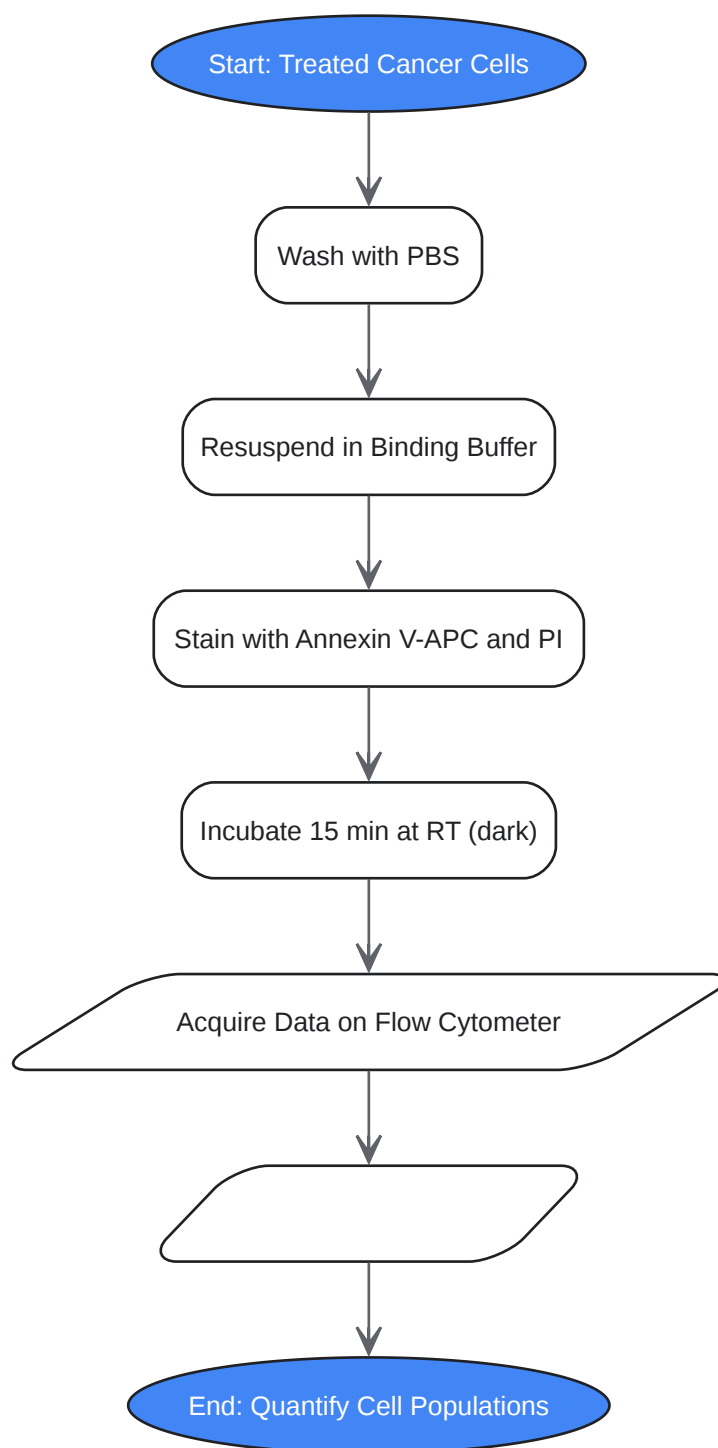 Start: Treated Cancer Cells
Wash with PBS
Resuspend in Binding Buffer
Stain with Annexin V-APC and PI
Incubate 15 min at RT (dark)
Acquire Data on Flow Cytometer
End: Quantify Cell Populations